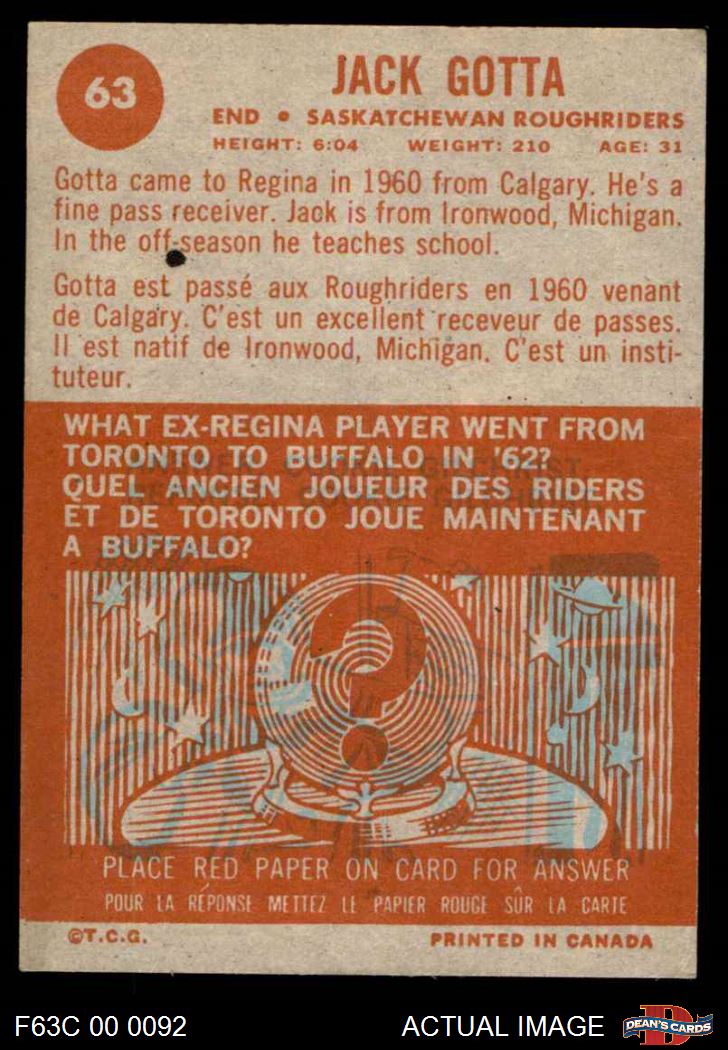 63
JACK GOTTA
END • SASKATCHEWAN ROUGHRIDERS
HEIGHT: 6:04 WEIGHT: 210 AGE: 31
Gotta came to Regina in 1960 from Calgary. He's a
fine pass receiver. Jack is from Ironwood, Michigan.
In the off-season he teaches school.
Gotta est passé aux Roughriders en 1960 venant
de Calgary. C'est un excellent receveur de passes.
Il est natif de Ironwood, Michigan. C'est un insti-
tuteur.
WHAT EX-REGINA PLAYER WENT FROM
TORONTO TO BUFFALO IN '62?
QUEL ANCIEN JOUEUR DES RIDERS
ET DE TORONTO JOUE MAINTENANT
A BUFFALO?
?
PLACE RED PAPER ON CARD FOR ANSWER
POUR LA RÉPONSE METTEZ LE PAPIER ROUGE SÛR LA CARTE
©T.C.G. PRINTED IN CANADA
F63C 00 0092 ACTUAL IMAGE D DEAN'S CARDS